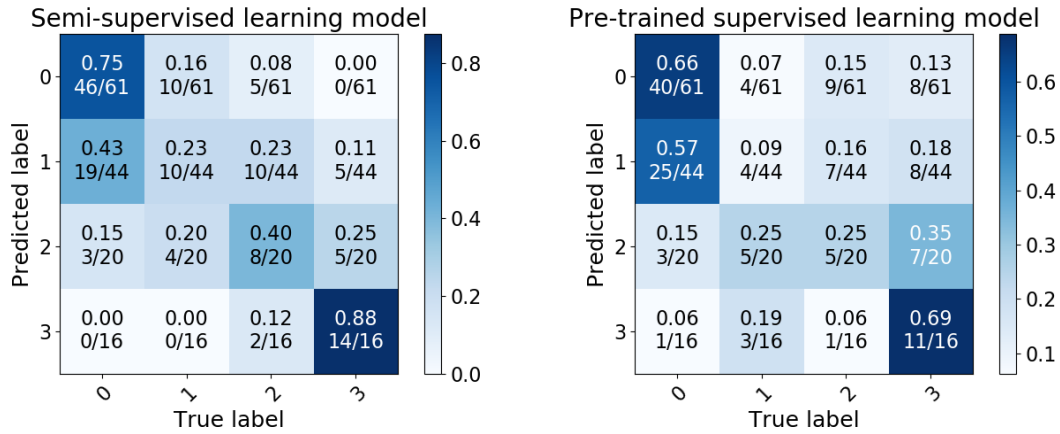 Semi-supervised learning model
0.75 0.16 0.08 0.00
46/61 10/61 5/61 0/61
0.43 0.23 0.23 0.11
19/44 10/44 10/44 5/44
0.15 0.20 0.40 0.25
3/20 4/20 8/20 5/20
0.00 0.00 0.12 0.88
0/16 0/16 2/16 14/16
0
1
2
3
Predicted label
0 1 2 3
True label
0.8
0.6
0.4
0.2
0.0
Pre-trained supervised learning model
0.66 0.07 0.15 0.13
40/61 4/61 9/61 8/61
0.57 0.09 0.16 0.18
25/44 4/44 7/44 8/44
0.15 0.25 0.25 0.35
3/20 5/20 5/20 7/20
0.06 0.19 0.06 0.69
1/16 3/16 1/16 11/16
0
1
2
3
Predicted label
0 1 2 3
True label
0.6
0.5
0.4
0.3
0.2
0.1